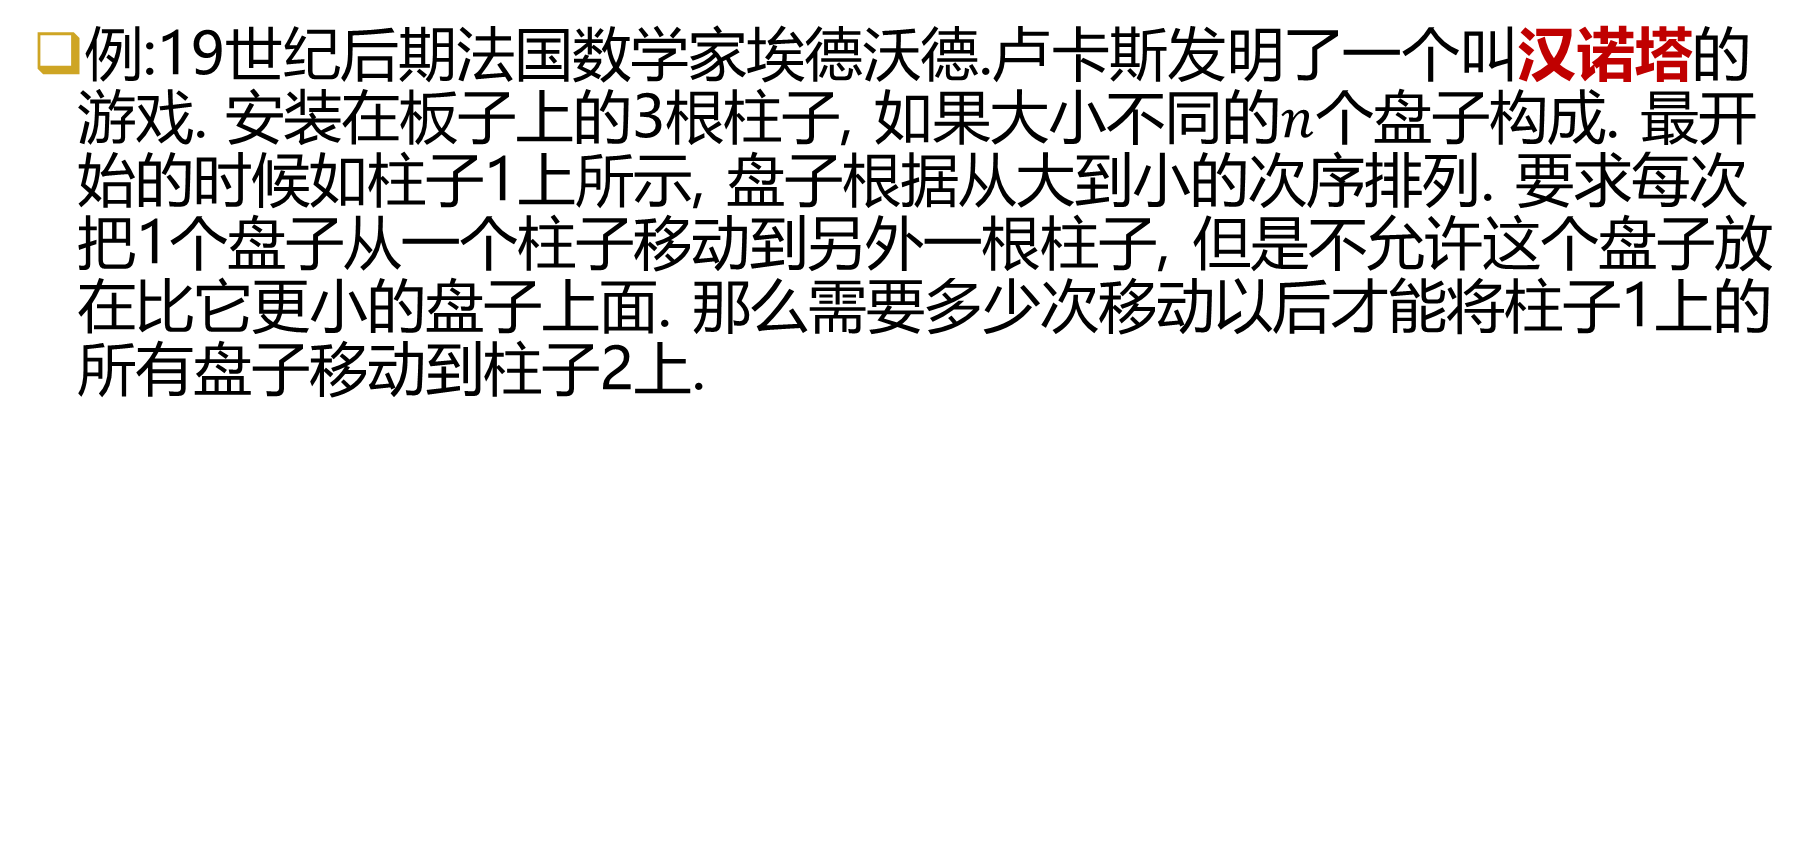 例:19世纪后期法国数学家埃德沃德.卢卡斯发明了一个叫汉诺塔的
游戏. 安装在板子上的3根柱子, 如果大小不同的n个盘子构成. 最开
始的时候如柱子1上所示, 盘子根据从大到小的次序排列. 要求每次
把1个盘子从一个柱子移动到另外一根柱子, 但是不允许这个盘子放
在比它更小的盘子上面. 那么需要多少次移动以后才能将柱子1上的
所有盘子移动到柱子2上.